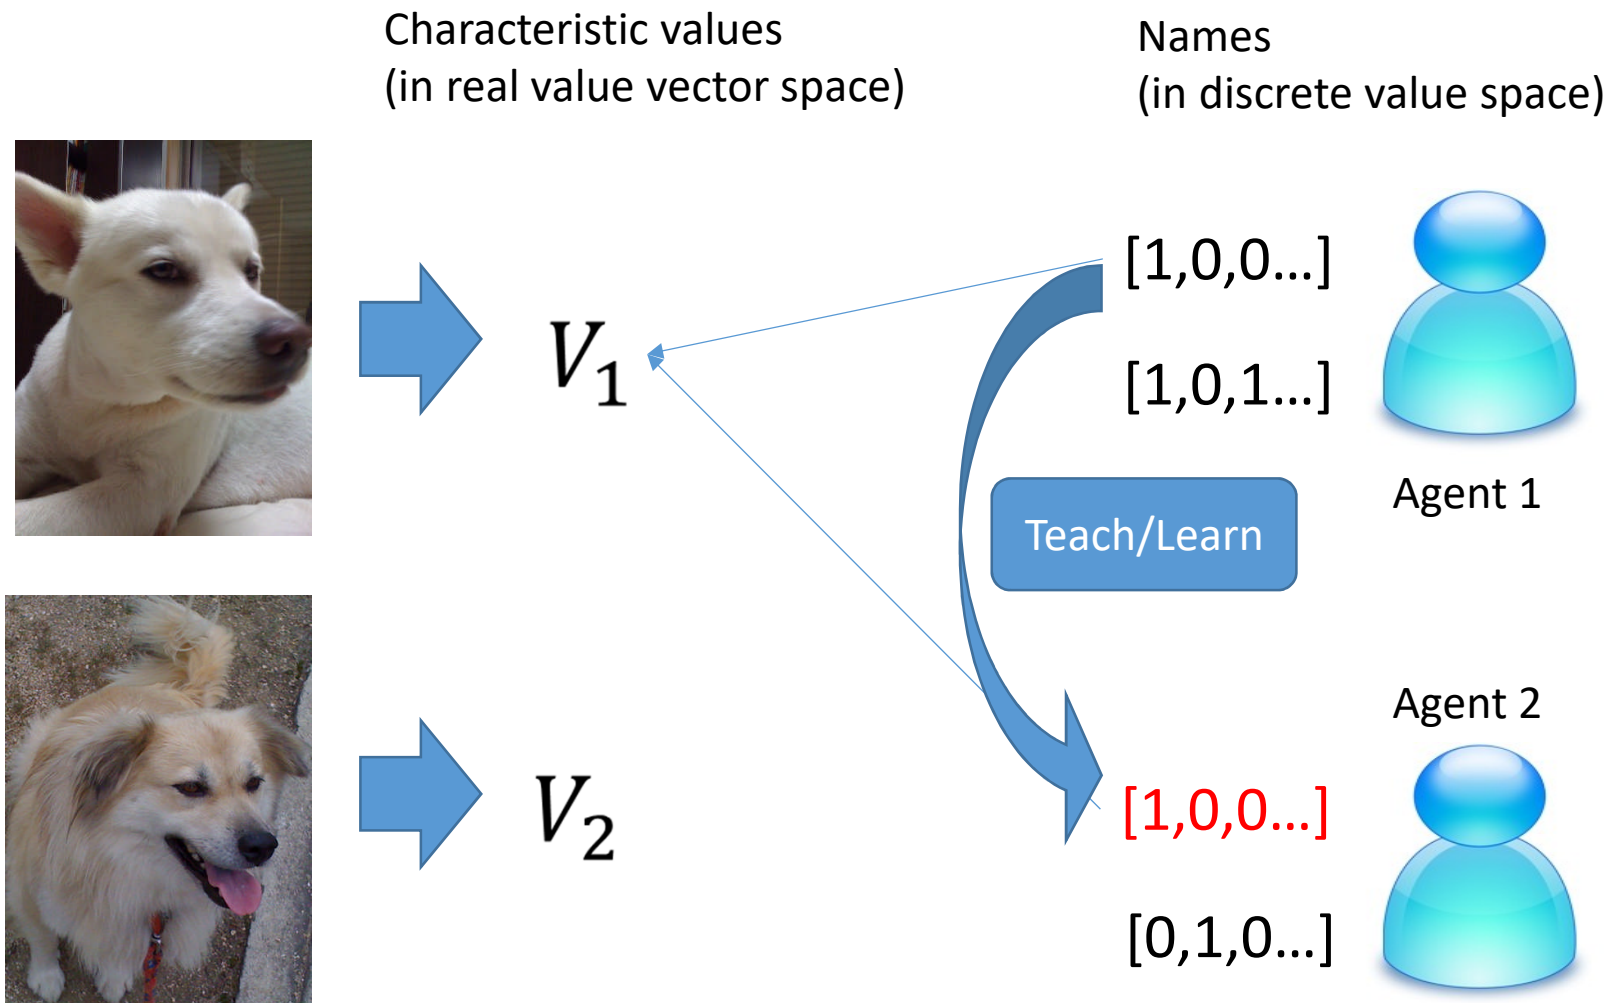 Characteristic values
(in real value vector space)
Names
(in discrete value space)
V₁
[1,0,0...]
[1,0,1...]
Agent 1
Teach/Learn
Agent 2
V₂
[1,0,0...]
[0,1,0...]